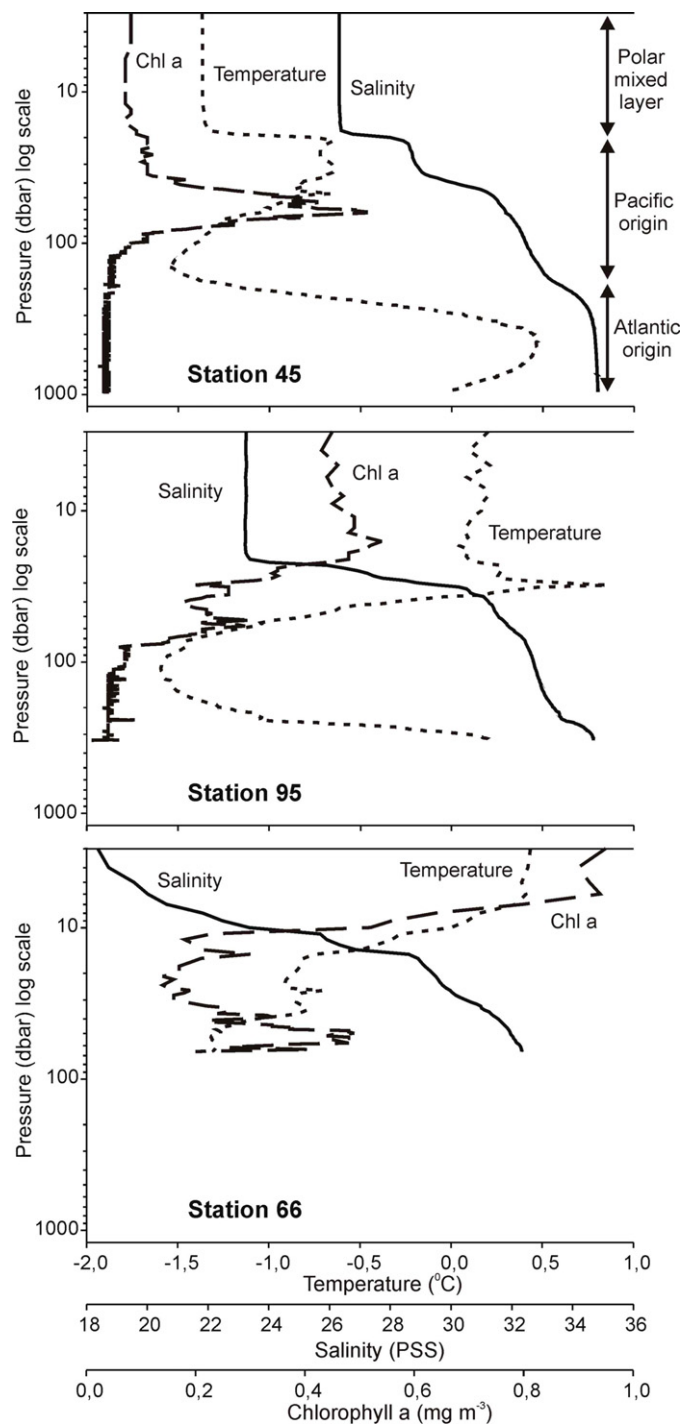 Chl a
Temperature
Salinity
Polar
mixed
layer
Pacific
origin
Atlantic
origin
10
100
1000
Pressure (dbar) log scale
Station 45
Salinity
Chl a
Temperature
10
100
1000
Pressure (dbar) log scale
Station 95
Salinity
Temperature
Chl a
10
100
1000
Pressure (dbar) log scale
Station 66
-2,0 -1,5 -1,0 -0,5 0,0 0,5 1,0
Temperature (⁰C)
18 20 22 24 26 28 30 32 34 36
Salinity (PSS)
0,0 0,2 0,4 0,6 0,8 1,0
Chlorophyll a (mg m⁻³)